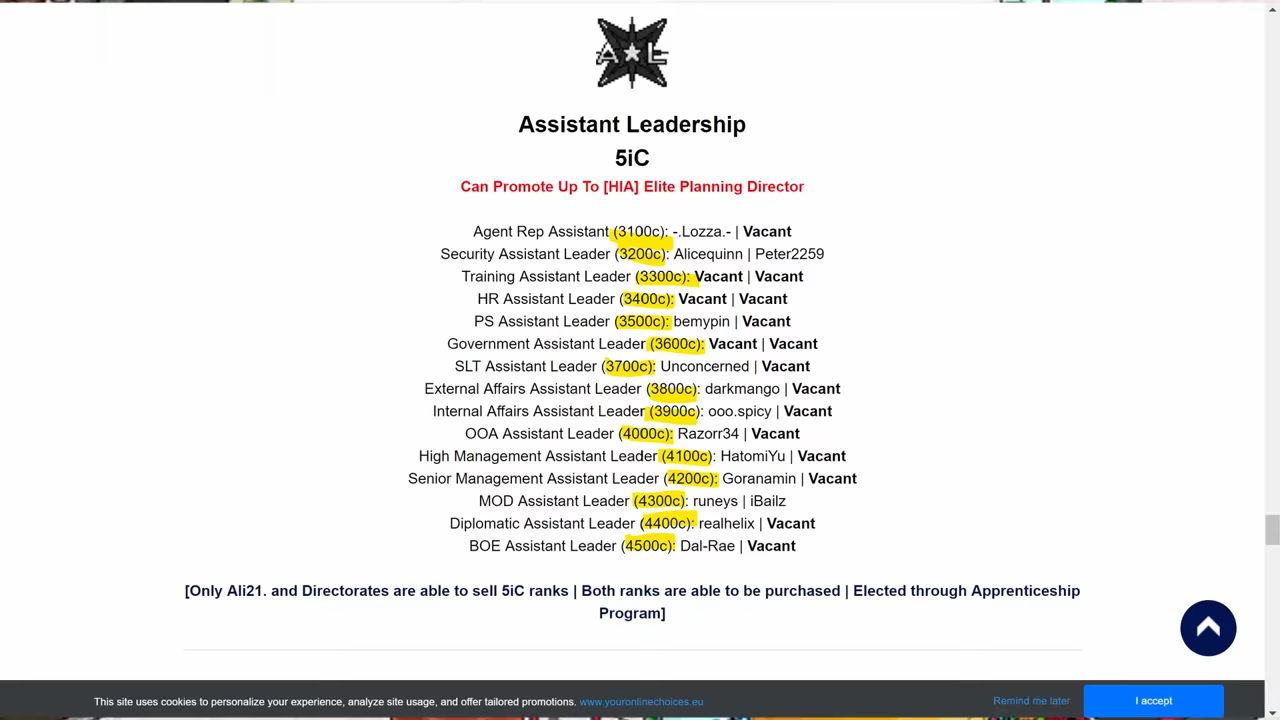 A L
Assistant Leadership
5iC
Can Promote Up To [HIA] Elite Planning Director
Agent Rep Assistant (3100c): -.Lozza.- | Vacant
Security Assistant Leader (3200c): Alicequinn | Peter2259
Training Assistant Leader (3300c): Vacant | Vacant
HR Assistant Leader (3400c): Vacant | Vacant
PS Assistant Leader (3500c): bemypin | Vacant
Government Assistant Leader (3600c): Vacant | Vacant
SLT Assistant Leader (3700c): Unconcerned | Vacant
External Affairs Assistant Leader (3800c): darkmango | Vacant
Internal Affairs Assistant Leader (3900c): ooo.spicy | Vacant
OOA Assistant Leader (4000c): Razorr34 | Vacant
High Management Assistant Leader (4100c): HatomiYu | Vacant
Senior Management Assistant Leader (4200c): Goranamin | Vacant
MOD Assistant Leader (4300c): runeys | iBailz
Diplomatic Assistant Leader (4400c): realhelix | Vacant
BOE Assistant Leader (4500c): Dal-Rae | Vacant
[Only Ali21. and Directorates are able to sell 5iC ranks | Both ranks are able to be purchased | Elected through Apprenticeship
Program]
This site uses cookies to personalize your experience, analyze site usage, and offer tailored promotions. www.youronlinechoices.eu
Remind me later
I accept